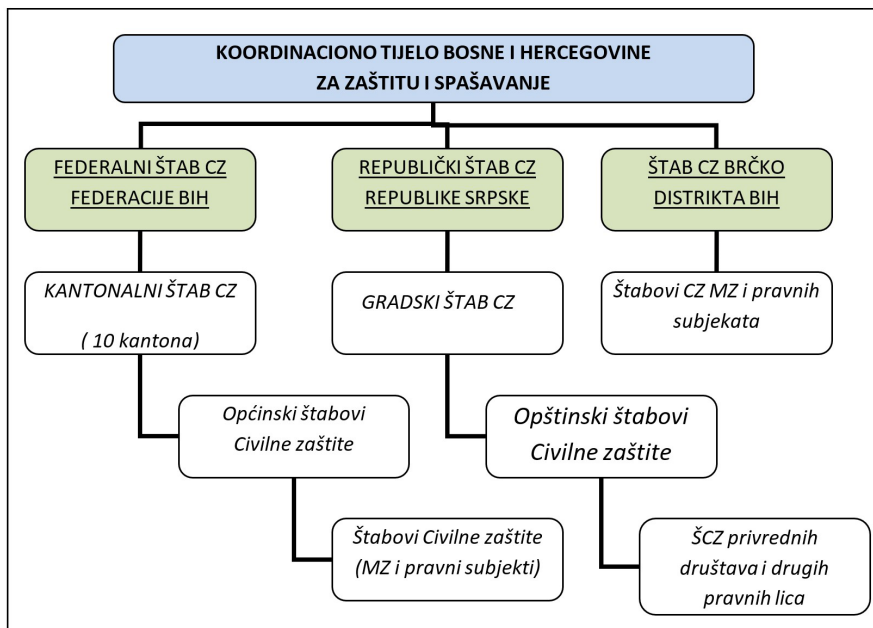 KOORDINACIONO TIJELO BOSNE I HERCEGOVINE
ZA ZAŠTITU I SPAŠAVANJE
FEDERALNI ŠTAB CZ
FEDERACIJE BIH
REPUBLIČKI ŠTAB CZ
REPUBLIKE SRPSKE
ŠTAB CZ BRČKO
DISTRIKTA BIH
KANTONALNI ŠTAB CZ
( 10 kantona)
GRADSKI ŠTAB CZ
Štabovi CZ MZ i pravnih
subjekata
Općinski štabovi
Civilne zaštite
Opštinski štabovi
Civilne zaštite
Štabovi Civilne zaštite
(MZ i pravni subjekti)
ŠCZ privrednih
društava i drugih
pravnih lica